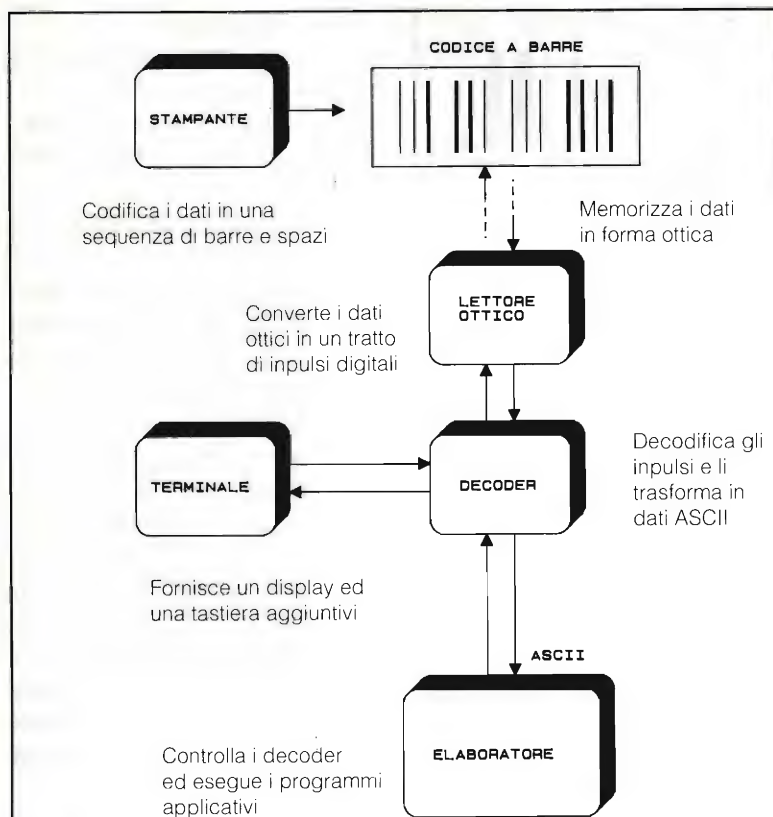 CODICE A BARRE
STAMPANTE
Codifica i dati in una
sequenza di barre e spazi
Memorizza i dati
in forma ottica
LETTORE
OTTICO
Converte i dati
ottici in un tratto
di inpulsi digitali
TERMINALE
DECODER
Decodifica gli
inpulsi e li
trasforma in
dati ASCII
Fornisce un display ed
una tastiera aggiuntivi
ASCII
ELABORATORE
Controlla i decoder
ed esegue i programmi
applicativi